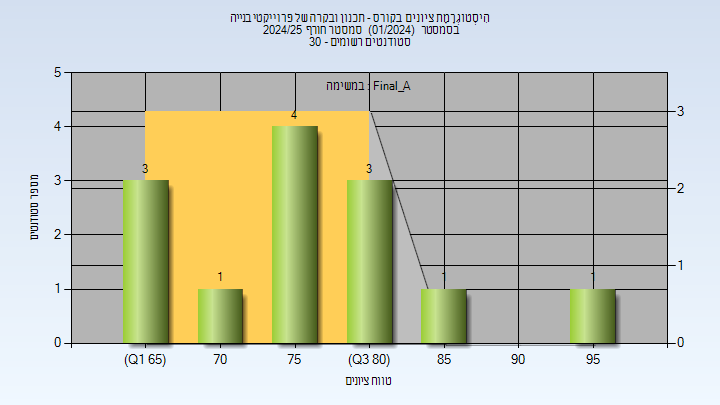 היסטוגרמת ציונים בקורס - תכנון ובקרה של פרוייקטי בנייה
בסמסטר (01/2024) סמסטר חורף 2024/25
סטודנטים רשומים - 30
במשימה : Final_A
מספר סטודנטים
5
4
3
2
1
0
3
2
1
0
3
1
4
3
1
1
(Q1 65)
70
75
(Q3 80)
85
90
95
טווח ציונים